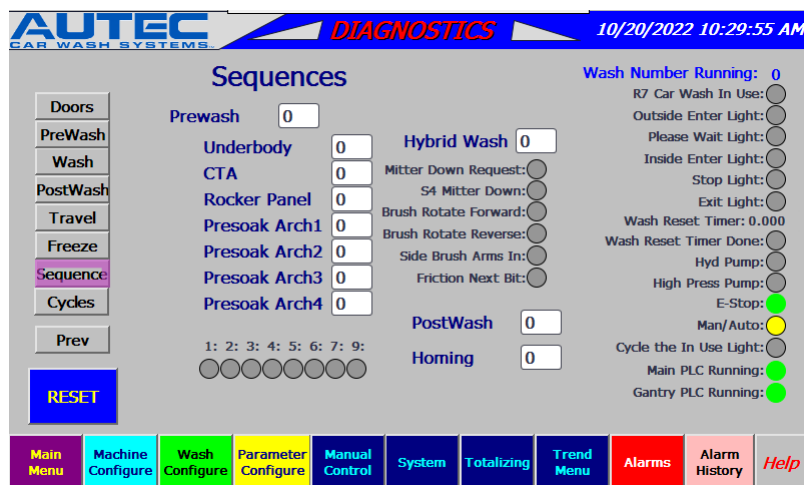 AUTEC
CAR WASH SYSTEMS
DIAGNOSTICS
10/20/2022 10:29:55 AM
Sequences
Doors
PreWash
Wash
PostWash
Travel
Freeze
Sequence
Cycles
Prev
RESET
Prewash 0
Underbody 0
CTA 0
Rocker Panel 0
Presoak Arch1 0
Presoak Arch2 0
Presoak Arch3 0
Presoak Arch4 0
1: 2: 3: 4: 5: 6: 7: 9:
Hybrid Wash 0
Mitter Down Request:
S4 Mitter Down:
Brush Rotate Forward:
Brush Rotate Reverse:
Side Brush Arms In:
Friction Next Bit:
PostWash 0
Homing 0
Wash Number Running: 0
R7 Car Wash In Use:
Outside Enter Light:
Please Wait Light:
Inside Enter Light:
Stop Light:
Exit Light:
Wash Reset Timer: 0.000
Wash Reset Timer Done:
Hyd Pump:
High Press Pump:
E-Stop:
Man/Auto:
Cycle the In Use Light:
Main PLC Running:
Gantry PLC Running:
Main Menu
Machine Configure
Wash Configure
Parameter Configure
Manual Control
System
Totalizing
Trend Menu
Alarms
Alarm History
Help